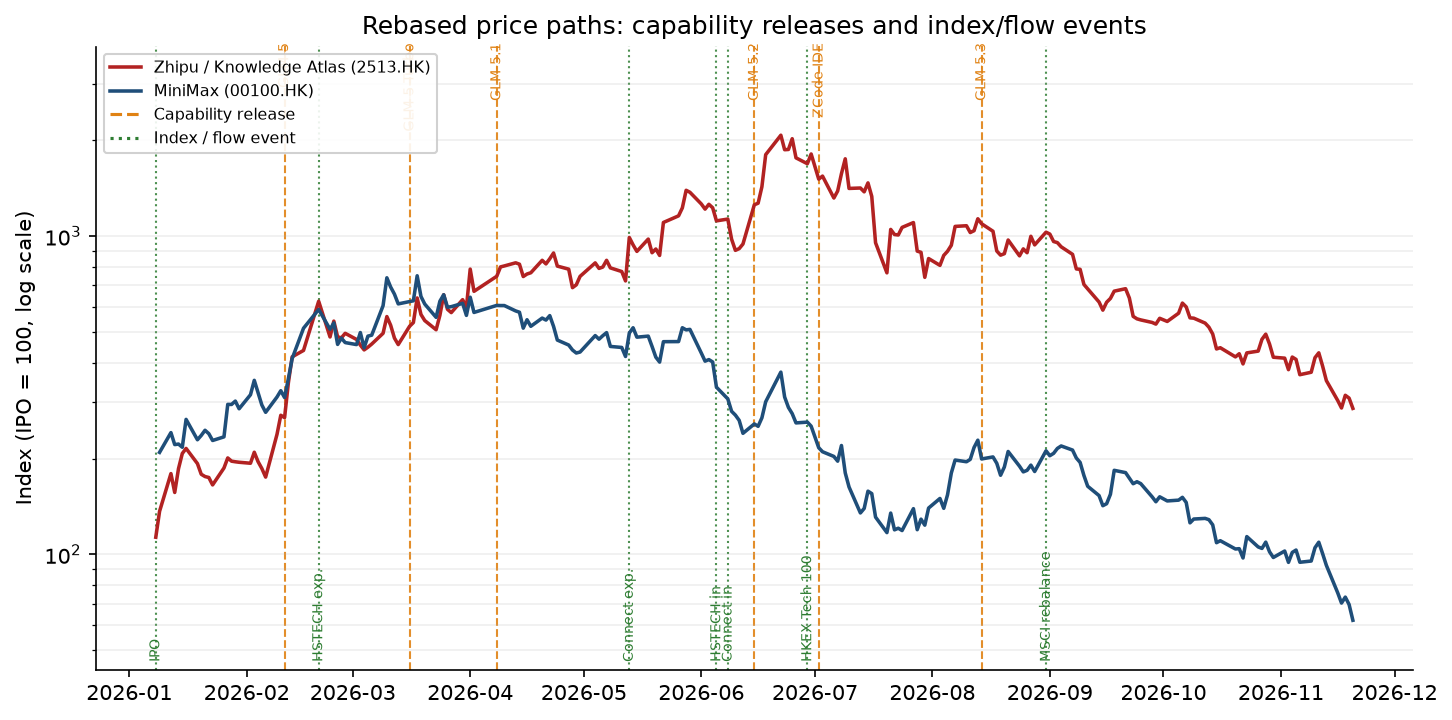 Rebased price paths: capability releases and index/flow events
Zhipu / Knowledge Atlas (2513.HK)
MiniMax (00100.HK)
Capability release
Index / flow event
GLM-5.1
GLM-5.2
ZCode IDE
GLM-5.3
Index (IPO = 100, log scale)
10³
10²
IPO
HSTECH exp.
Connect exp.
HSTECH in
Connect in
HKEX Tech 100
MSCI rebalance
2026-01
2026-02
2026-03
2026-04
2026-05
2026-06
2026-07
2026-08
2026-09
2026-10
2026-11
2026-12